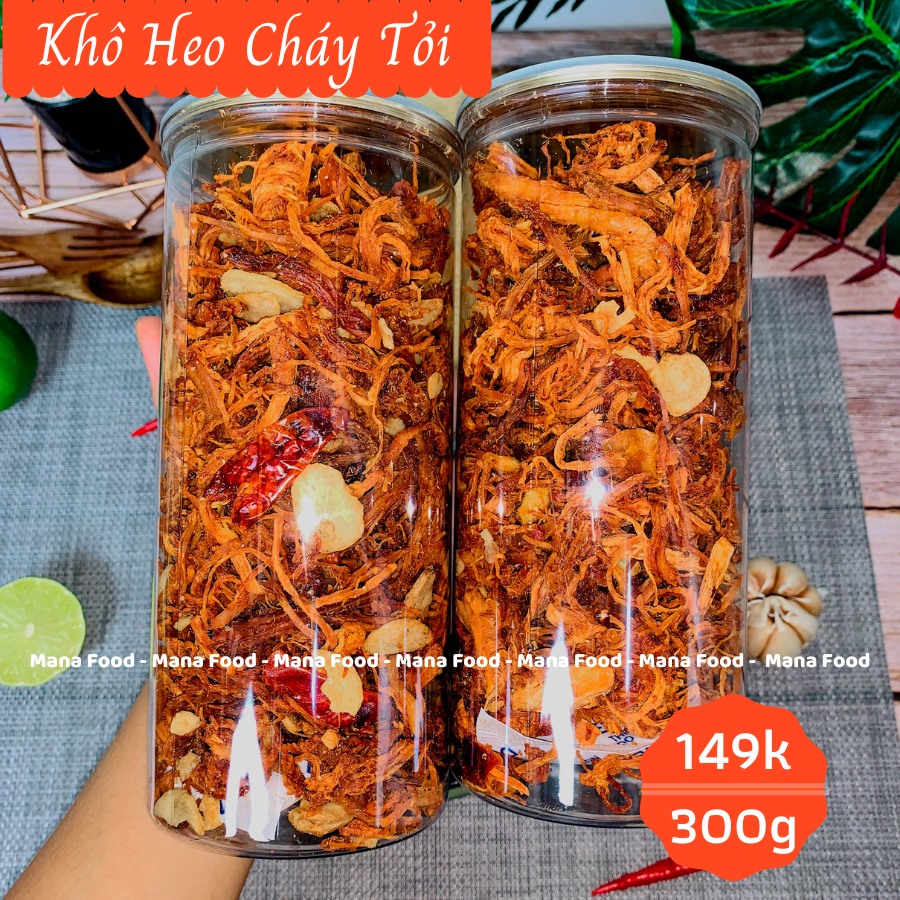 Khô Heo Cháy Tỏi
Mana Food - Mana Food - Mana Food - Mana Food - Mana Food - Mana Food - Mana Food
149k
300g